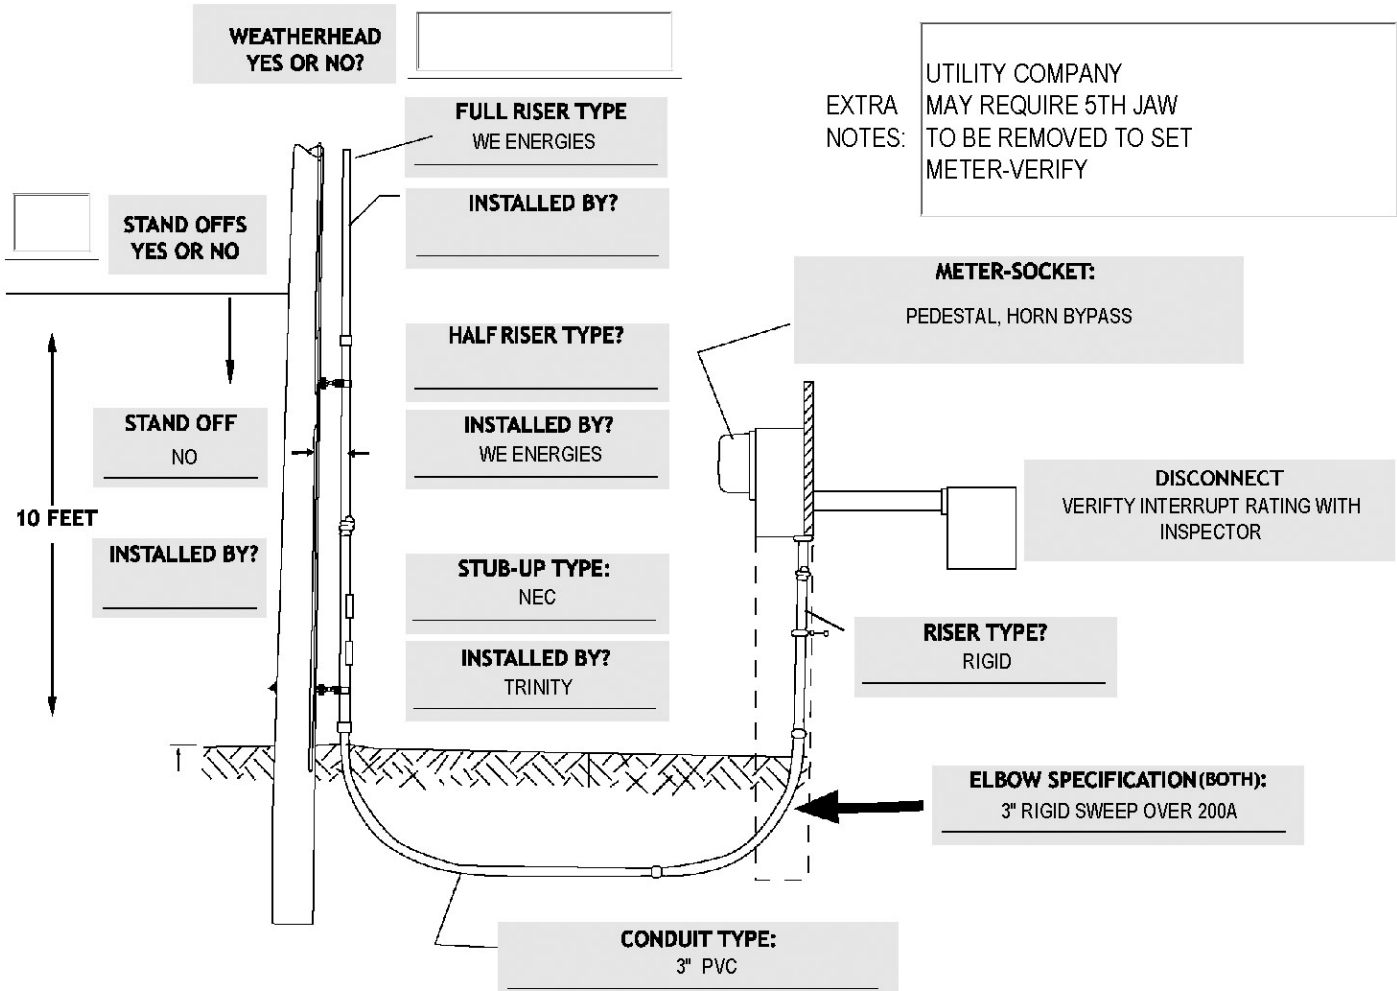 WEATHERHEAD
YES OR NO?
EXTRA
NOTES:
UTILITY COMPANY
MAY REQUIRE 5TH JAW
TO BE REMOVED TO SET
METER-VERIFY
FULL RISER TYPE
WE ENERGIES
INSTALLED BY?
STAND OFFS
YES OR NO
METER-SOCKET:
PEDESTAL, HORN BYPASS
HALF RISER TYPE?
INSTALLED BY?
WE ENERGIES
STAND OFF
NO
10 FEET
INSTALLED BY?
DISCONNECT
VERIFTY INTERRUPT RATING WITH
INSPECTOR
STUB-UP TYPE:
NEC
INSTALLED BY?
TRINITY
RISER TYPE?
RIGID
ELBOW SPECIFICATION(BOTH):
3" RIGID SWEEP OVER 200A
CONDUIT TYPE:
3" PVC